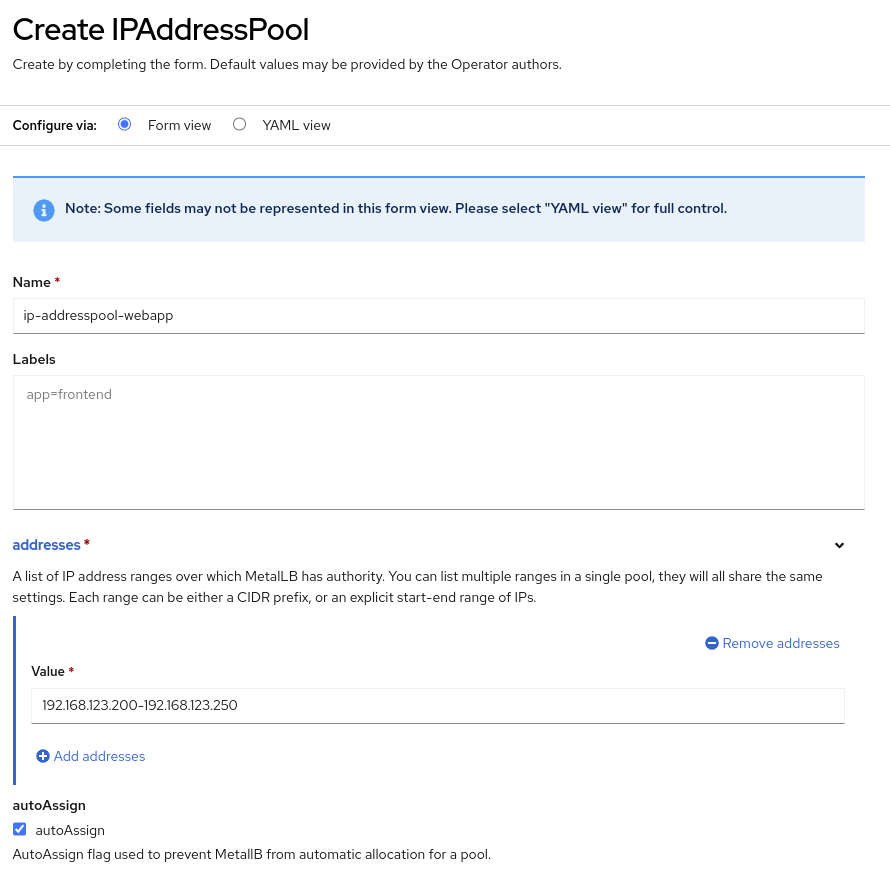 Create IPAddressPool
Create by completing the form. Default values may be provided by the Operator authors.
Configure via: Form view YAML view
Note: Some fields may not be represented in this form view. Please select "YAML view" for full control.
Name *
ip-addresspool-webapp
Labels
app=frontend
addresses *
A list of IP address ranges over which MetalLB has authority. You can list multiple ranges in a single pool, they will all share the same
settings. Each range can be either a CIDR prefix, or an explicit start-end range of IPs.
Remove addresses
Value *
192.168.123.200-192.168.123.250
Add addresses
autoAssign
autoAssign
AutoAssign flag used to prevent MetallB from automatic allocation for a pool.